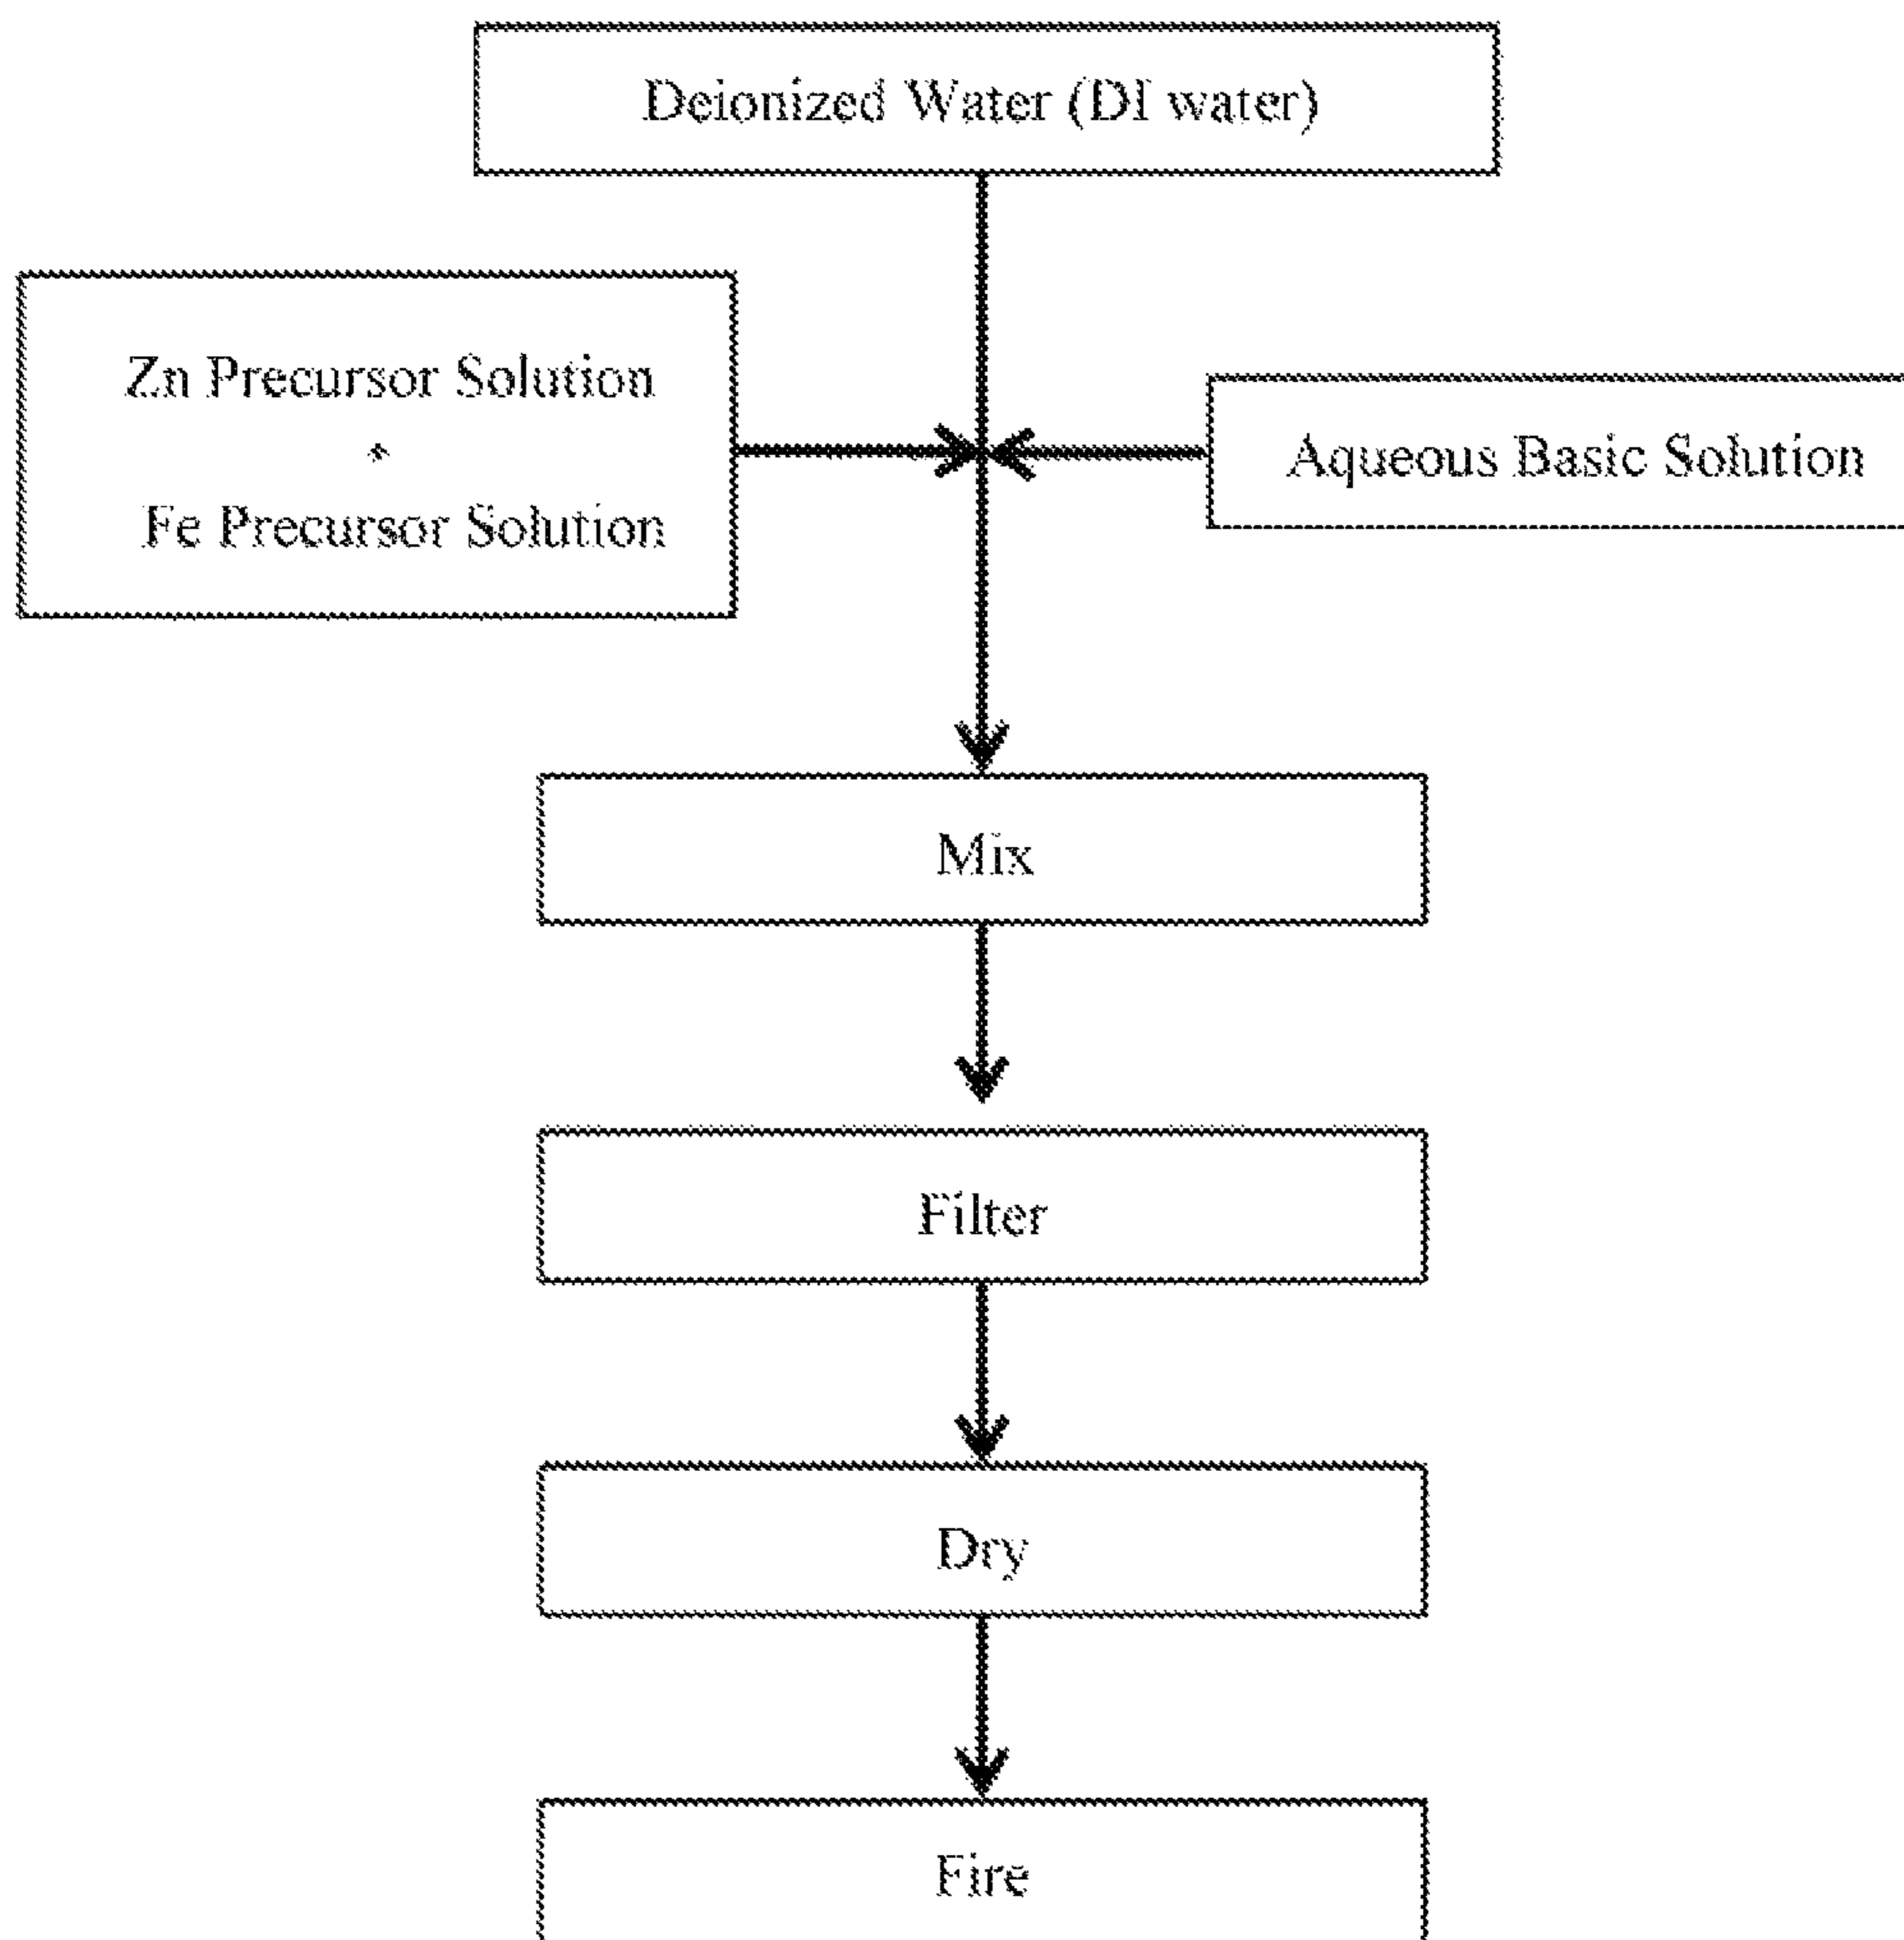 Deionized Water (DI water)
Zn Precursor Solution
+
Fe Precursor Solution
Aqueous Basic Solution
Mix
Filter
Dry
Fire